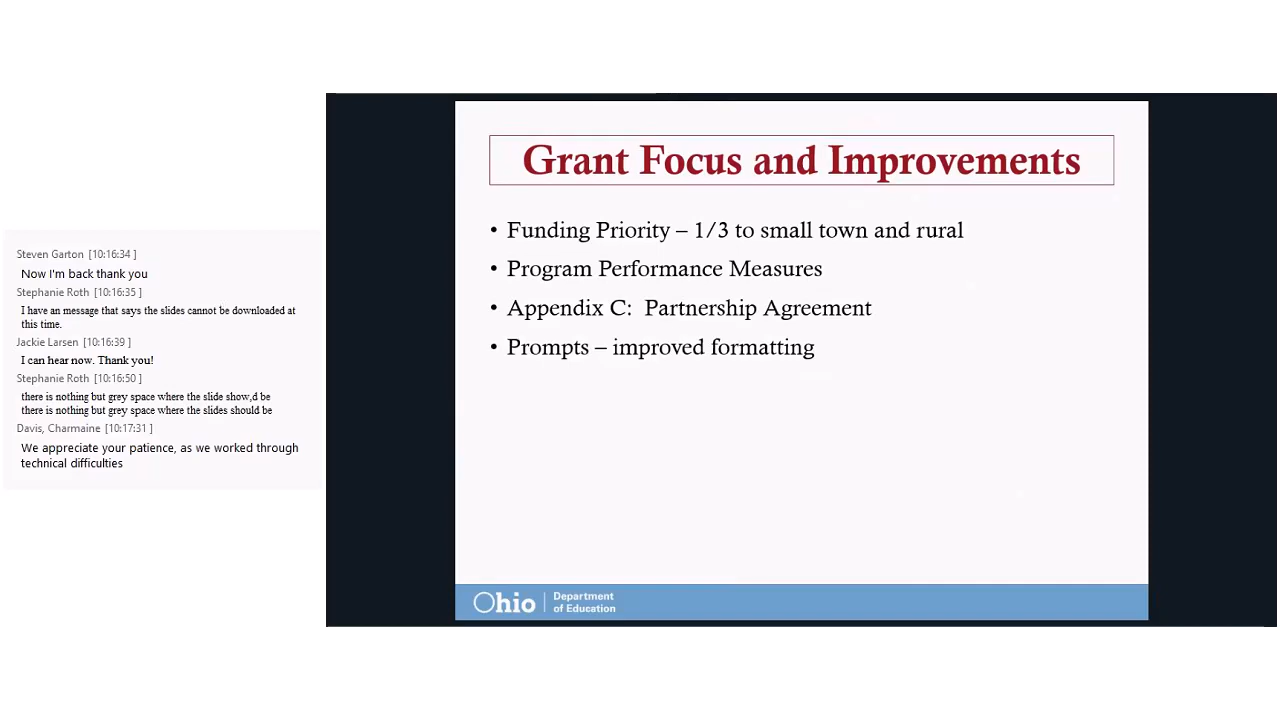 Steven Garton [10:16:34 ]
Now I'm back thank you
Stephanie Roth [10:16:35 ]
I have an message that says the slides cannot be downloaded at
this time.
Jackie Larsen [10:16:39 ]
I can hear now. Thank you!
Stephanie Roth [10:16:50 ]
there is nothing but grey space where the slide show,d be
there is nothing but grey space where the slides should be
Davis, Charmaine [10:17:31 ]
We appreciate your patience, as we worked through
technical difficulties
Grant Focus and Improvements
• Funding Priority – 1/3 to small town and rural
• Program Performance Measures
• Appendix C:  Partnership Agreement
• Prompts – improved formatting
Ohio | Department
of Education